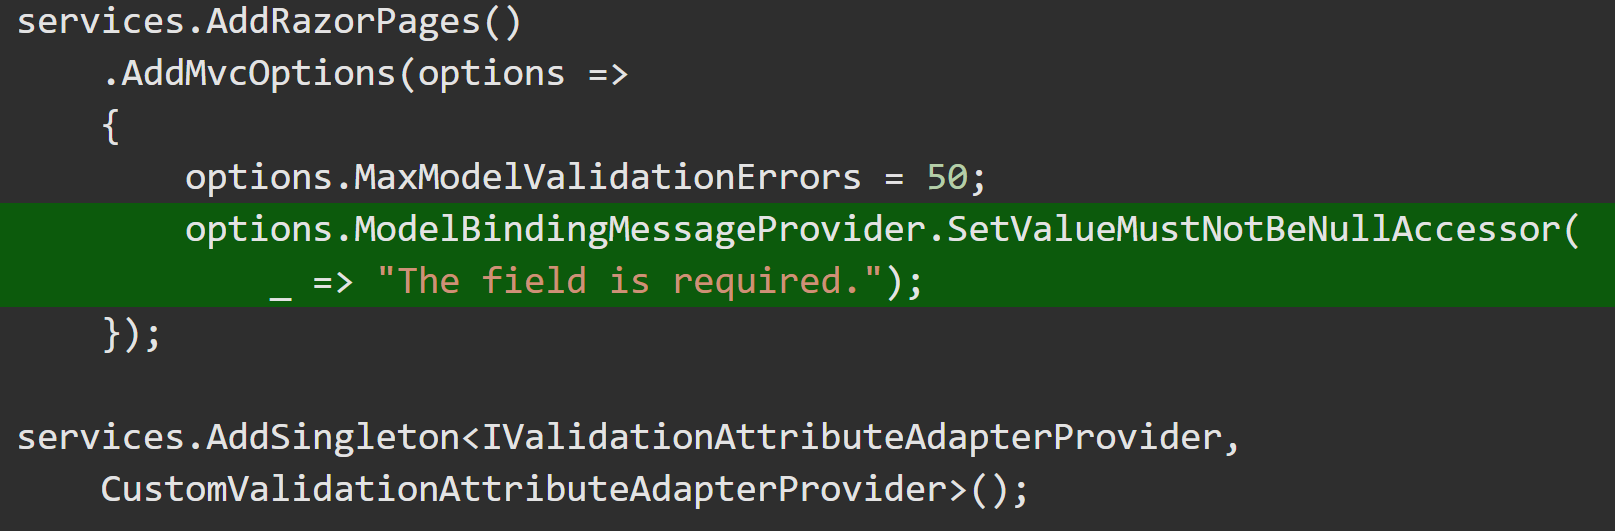 services.AddRazorPages()
    .AddMvcOptions(options =>
    {
        options.MaxModelValidationErrors = 50;
        options.ModelBindingMessageProvider.SetValueMustNotBeNullAccessor(
            _ => "The field is required.");
    });

services.AddSingleton<IValidationAttributeAdapterProvider,
    CustomValidationAttributeAdapterProvider>();